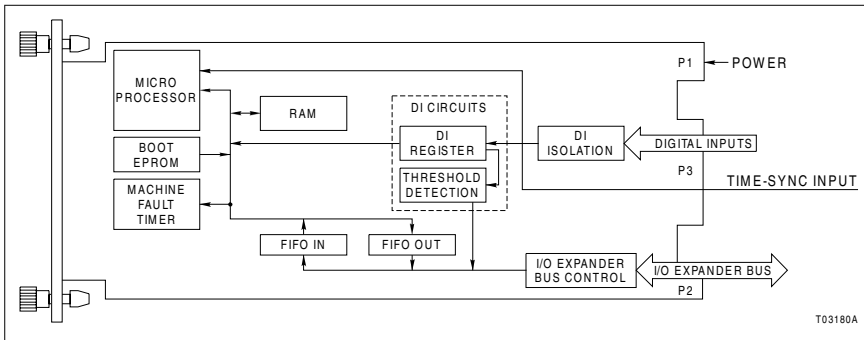 MICRO
PROCESSOR
BOOT
EPROM
MACHINE
FAULT
TIMER
RAM
DI CIRCUITS
DI
REGISTER
THRESHOLD
DETECTION
DI
ISOLATION
FIFO IN
FIFO OUT
I/O EXPANDER
BUS CONTROL
P1
POWER
DIGITAL INPUTS
P3
TIME-SYNC INPUT
I/O EXPANDER BUS
P2
T03180A